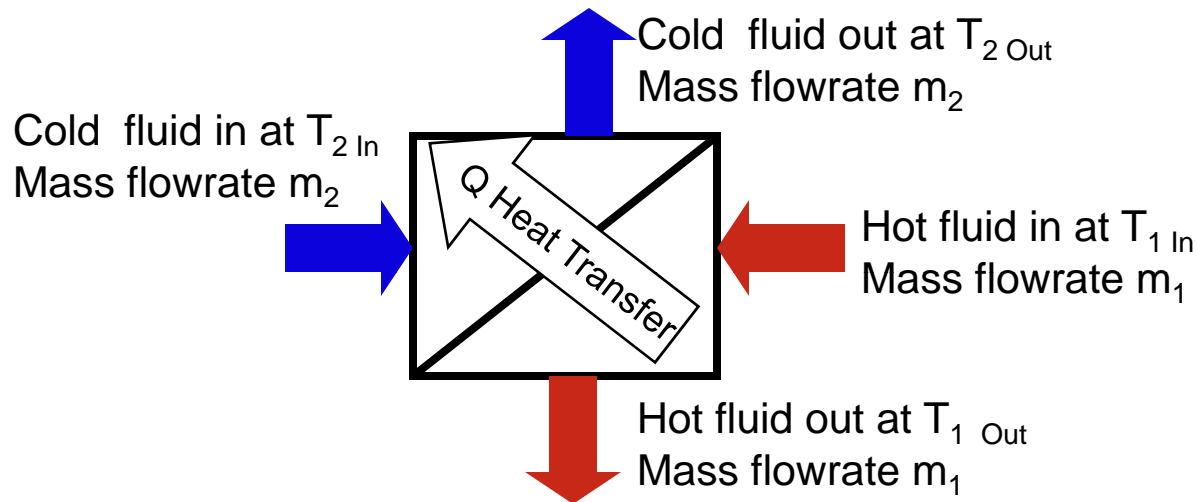 Cold  fluid out at T2 Out
Mass flowrate m2
Cold  fluid in at T2 In
Mass flowrate m2
Q Heat Transfer
Hot fluid in at T1 In
Mass flowrate m1
Hot fluid out at T1 Out
Mass flowrate m1